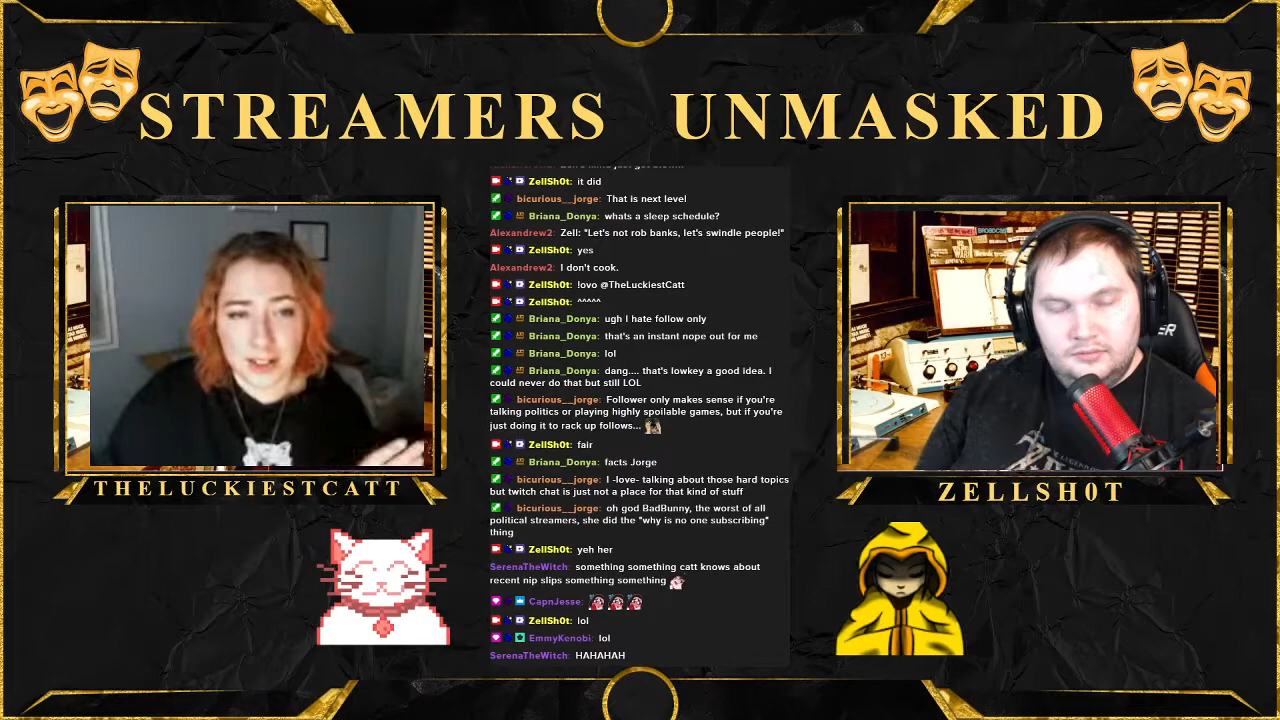 STREAMERS UNMASKED
ZellSh0t: it did
bicurious__jorge: That is next level
Briana_Donya: whats a sleep schedule?
Alexandrew2: Zell: "Let's not rob banks, let's swindle people!"
ZellSh0t: yes
Alexandrew2: I don't cook.
ZellSh0t: !ovo @TheLuckiestCatt
ZellSh0t: ^^^^^
Briana_Donya: ugh I hate follow only
Briana_Donya: that's an instant nope out for me
Briana_Donya: lol
Briana_Donya: dang.... that's lowkey a good idea. I
could never do that but still LOL
bicurious__jorge: Follower only makes sense if you're
talking politics or playing highly spoilable games, but if you're
just doing it to rack up follows...
ZellSh0t: fair
Briana_Donya: facts Jorge
bicurious__jorge: I -love- talking about those hard topics
but twitch chat is just not a place for that kind of stuff
bicurious__jorge: oh god BadBunny, the worst of all
political streamers, she did the "why is no one subscribing"
thing
ZellSh0t: yeh her
SerenaTheWitch: something something catt knows about
recent nip slips something something
CapnJesse:
ZellSh0t: lol
EmmyKenobi: lol
SerenaTheWitch: HAHAHAH
THELUCKIESTCATT
ZELLSH0T